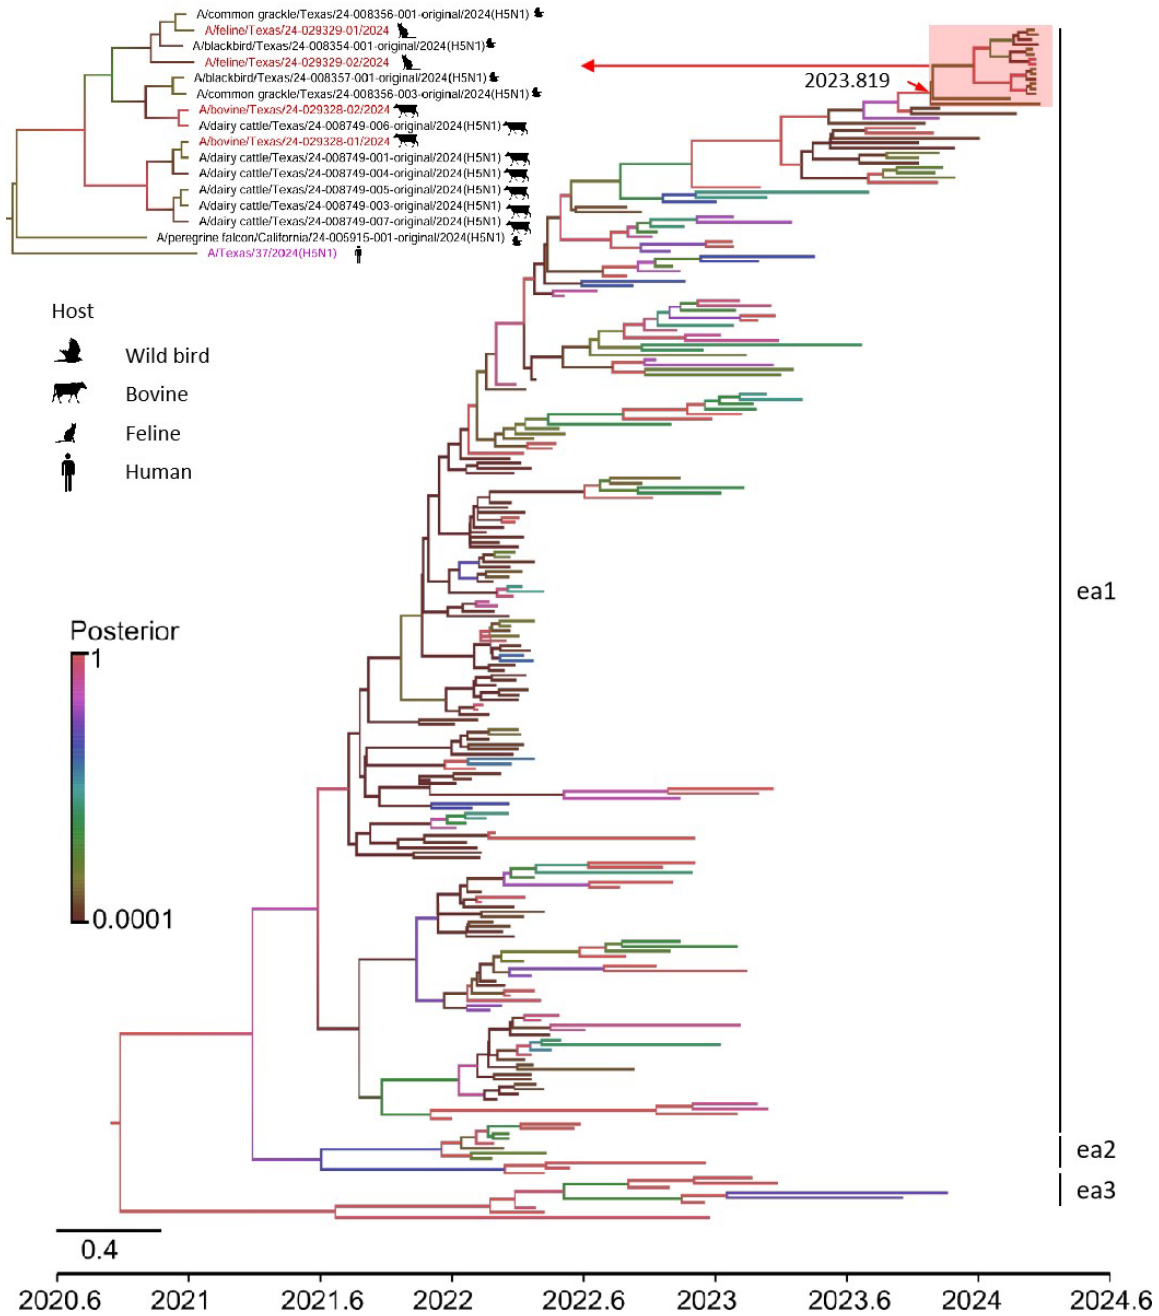 A/common grackle/Texas/24-008356-001-original/2024(H5N1)
A/feline/Texas/24-029329-01/2024
A/blackbird/Texas/24-008354-001-original/2024(H5N1)
A/feline/Texas/24-029329-02/2024
A/blackbird/Texas/24-008357-001-original/2024(H5N1)
A/common grackle/Texas/24-008356-003-original/2024(H5N1)
A/bovine/Texas/24-029328-02/2024
A/dairy cattle/Texas/24-008749-006-original/2024(H5N1)
A/bovine/Texas/24-029328-01/2024
A/dairy cattle/Texas/24-008749-001-original/2024(H5N1)
A/dairy cattle/Texas/24-008749-004-original/2024(H5N1)
A/dairy cattle/Texas/24-008749-005-original/2024(H5N1)
A/dairy cattle/Texas/24-008749-003-original/2024(H5N1)
A/dairy cattle/Texas/24-008749-007-original/2024(H5N1)
A/peregrine falcon/California/24-005915-001-original/2024(H5N1)
A/Texas/37/2024(H5N1)
2023.819
Host
Wild bird
Bovine
Feline
Human
Posterior
1
0.0001
ea1
ea2
ea3
0.4
2020.6 2021 2021.6 2022 2022.6 2023 2023.6 2024 2024.6